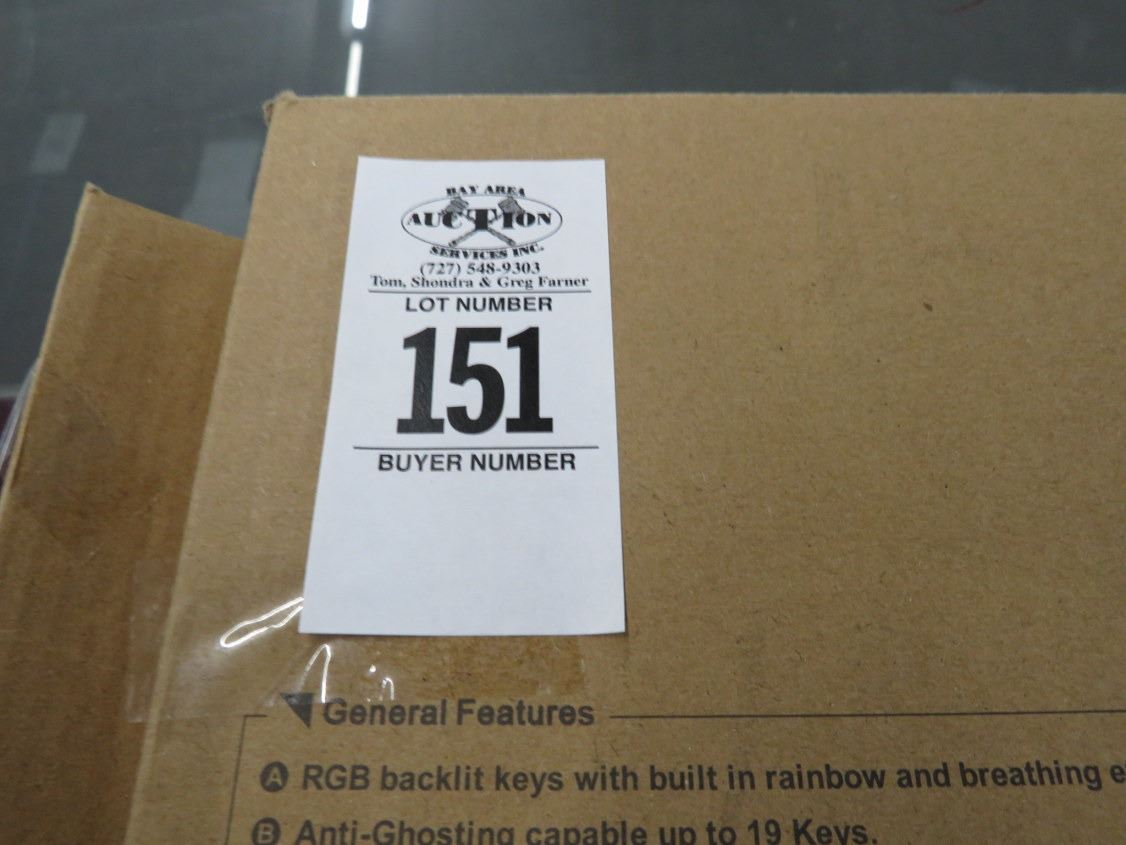 BAY AREA
AUCTION
SERVICES INC.
(727) 548-9303
Tom, Shondra & Greg Farner
LOT NUMBER
151
BUYER NUMBER
General Features
A RGB backlit keys with built in rainbow and breathing e
B Anti-Ghosting capable up to 19 Keys.